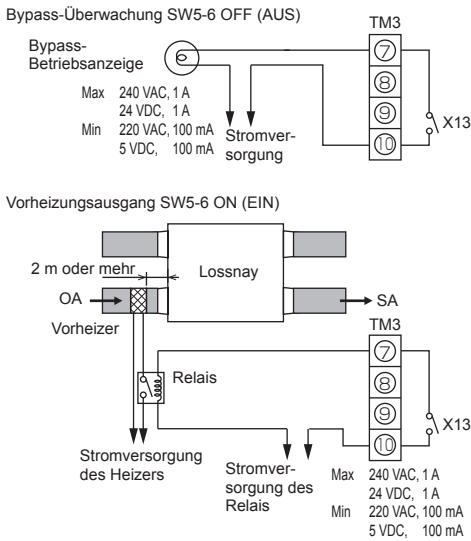 Bypass-Überwachung SW5-6 OFF (AUS)
TM3
Bypass-
Betriebsanzeige
Max 240 VAC, 1 A
24 VDC, 1 A
Min 220 VAC, 100 mA
5 VDC, 100 mA
Stromver-
sorgung
⑦
⑧
⑨
⑩
X13
Vorheizungsausgang SW5-6 ON (EIN)
2 m oder mehr
Lossnay
OA
SA
Vorheizer
TM3
Relais
⑦
⑧
⑨
⑩
X13
Stromversorgung
des Heizers
Stromver-
sorgung des
Relais
Max 240 VAC, 1 A
24 VDC, 1 A
Min 220 VAC, 100 mA
5 VDC, 100 mA